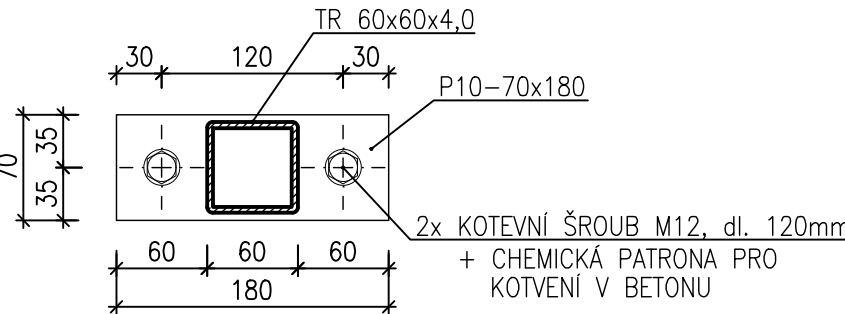 TR 60x60x4,0
30 120 30
P10-70x180
70 35 35
2x KOTEVNÍ ŠROUB M12, dl. 120mm
+ CHEMICKÁ PATRONA PRO
KOTVENÍ V BETONU
60 60 60
180